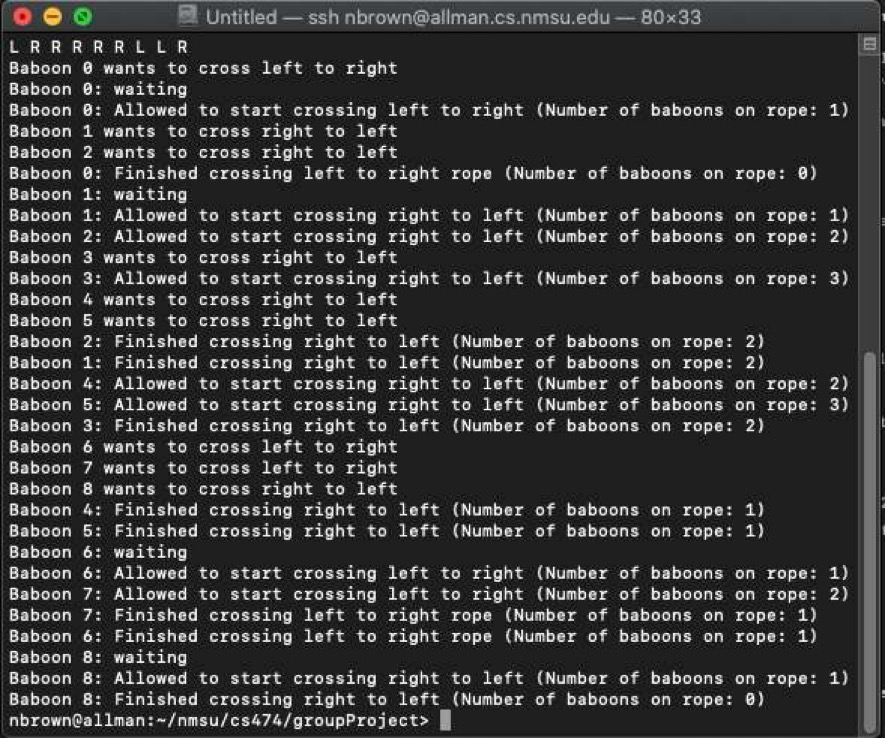 Untitled — ssh nbrown@allman.cs.nmsu.edu — 80×33
L R R R R R L L R
Baboon 0 wants to cross left to right
Baboon 0: waiting
Baboon 0: Allowed to start crossing left to right (Number of baboons on rope: 1)
Baboon 1 wants to cross right to left
Baboon 2 wants to cross right to left
Baboon 0: Finished crossing left to right rope (Number of baboons on rope: 0)
Baboon 1: waiting
Baboon 1: Allowed to start crossing right to left (Number of baboons on rope: 1)
Baboon 2: Allowed to start crossing right to left (Number of baboons on rope: 2)
Baboon 3 wants to cross right to left
Baboon 3: Allowed to start crossing right to left (Number of baboons on rope: 3)
Baboon 4 wants to cross right to left
Baboon 5 wants to cross right to left
Baboon 2: Finished crossing right to left (Number of baboons on rope: 2)
Baboon 1: Finished crossing right to left (Number of baboons on rope: 2)
Baboon 4: Allowed to start crossing right to left (Number of baboons on rope: 2)
Baboon 5: Allowed to start crossing right to left (Number of baboons on rope: 3)
Baboon 3: Finished crossing right to left (Number of baboons on rope: 2)
Baboon 6 wants to cross left to right
Baboon 7 wants to cross left to right
Baboon 8 wants to cross right to left
Baboon 4: Finished crossing right to left (Number of baboons on rope: 1)
Baboon 5: Finished crossing right to left (Number of baboons on rope: 1)
Baboon 6: waiting
Baboon 6: Allowed to start crossing left to right (Number of baboons on rope: 1)
Baboon 7: Allowed to start crossing left to right (Number of baboons on rope: 2)
Baboon 7: Finished crossing left to right rope (Number of baboons on rope: 1)
Baboon 6: Finished crossing left to right rope (Number of baboons on rope: 1)
Baboon 8: waiting
Baboon 8: Allowed to start crossing right to left (Number of baboons on rope: 1)
Baboon 8: Finished crossing right to left (Number of baboons on rope: 0)
nbrown@allman:~/nmsu/cs474/groupProject>